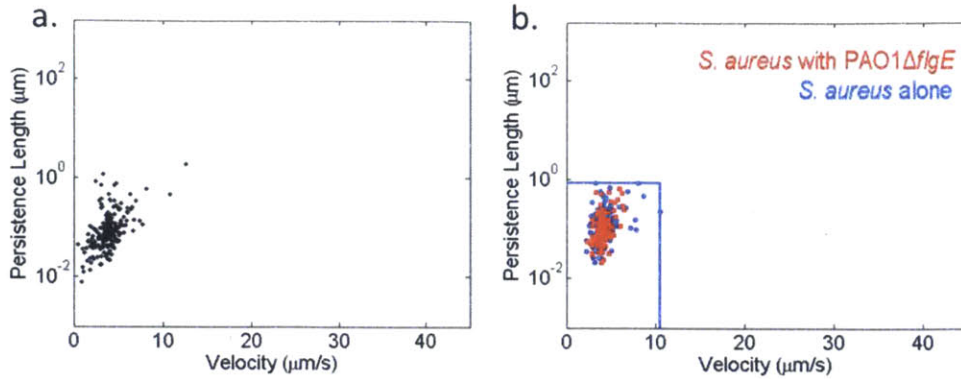 a.
Persistence Length (μm)
10²
10⁰
10⁻²
0 10 20 30 40
Velocity (μm/s)
b.
S. aureus with PAO1ΔflgE
S. aureus alone
Persistence Length (μm)
10²
10⁰
10⁻²
0 10 20 30 40
Velocity (μm/s)